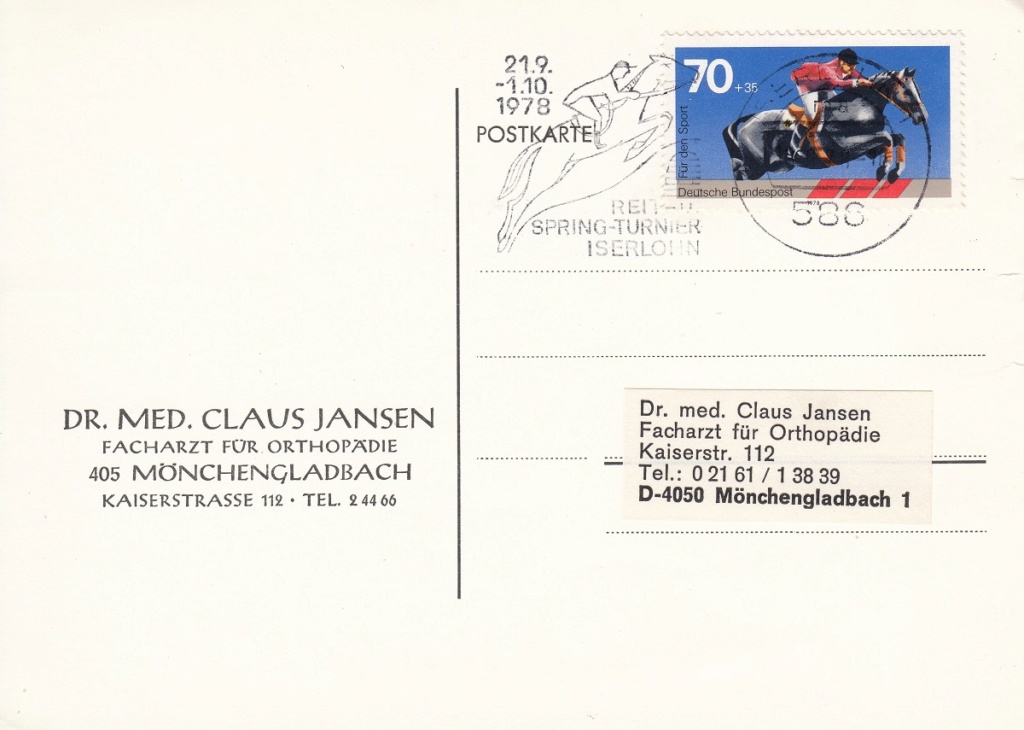 21.9.
-1.10.
1978
POSTKARTE
REIT-U.
SPRING-TURNIER
ISERLOHN
70 +35
Für den Sport
Deutsche Bundespost
1978
586
DR. MED. CLAUS JANSEN
FACHARZT FÜR ORTHOPÄDIE
405 MÖNCHENGLADBACH
KAISERSTRASSE 112 · TEL. 2 44 66
Dr. med. Claus Jansen
Facharzt für Orthopädie
Kaiserstr. 112
Tel.: 0 21 61 / 1 38 39
D-4050 Mönchengladbach 1